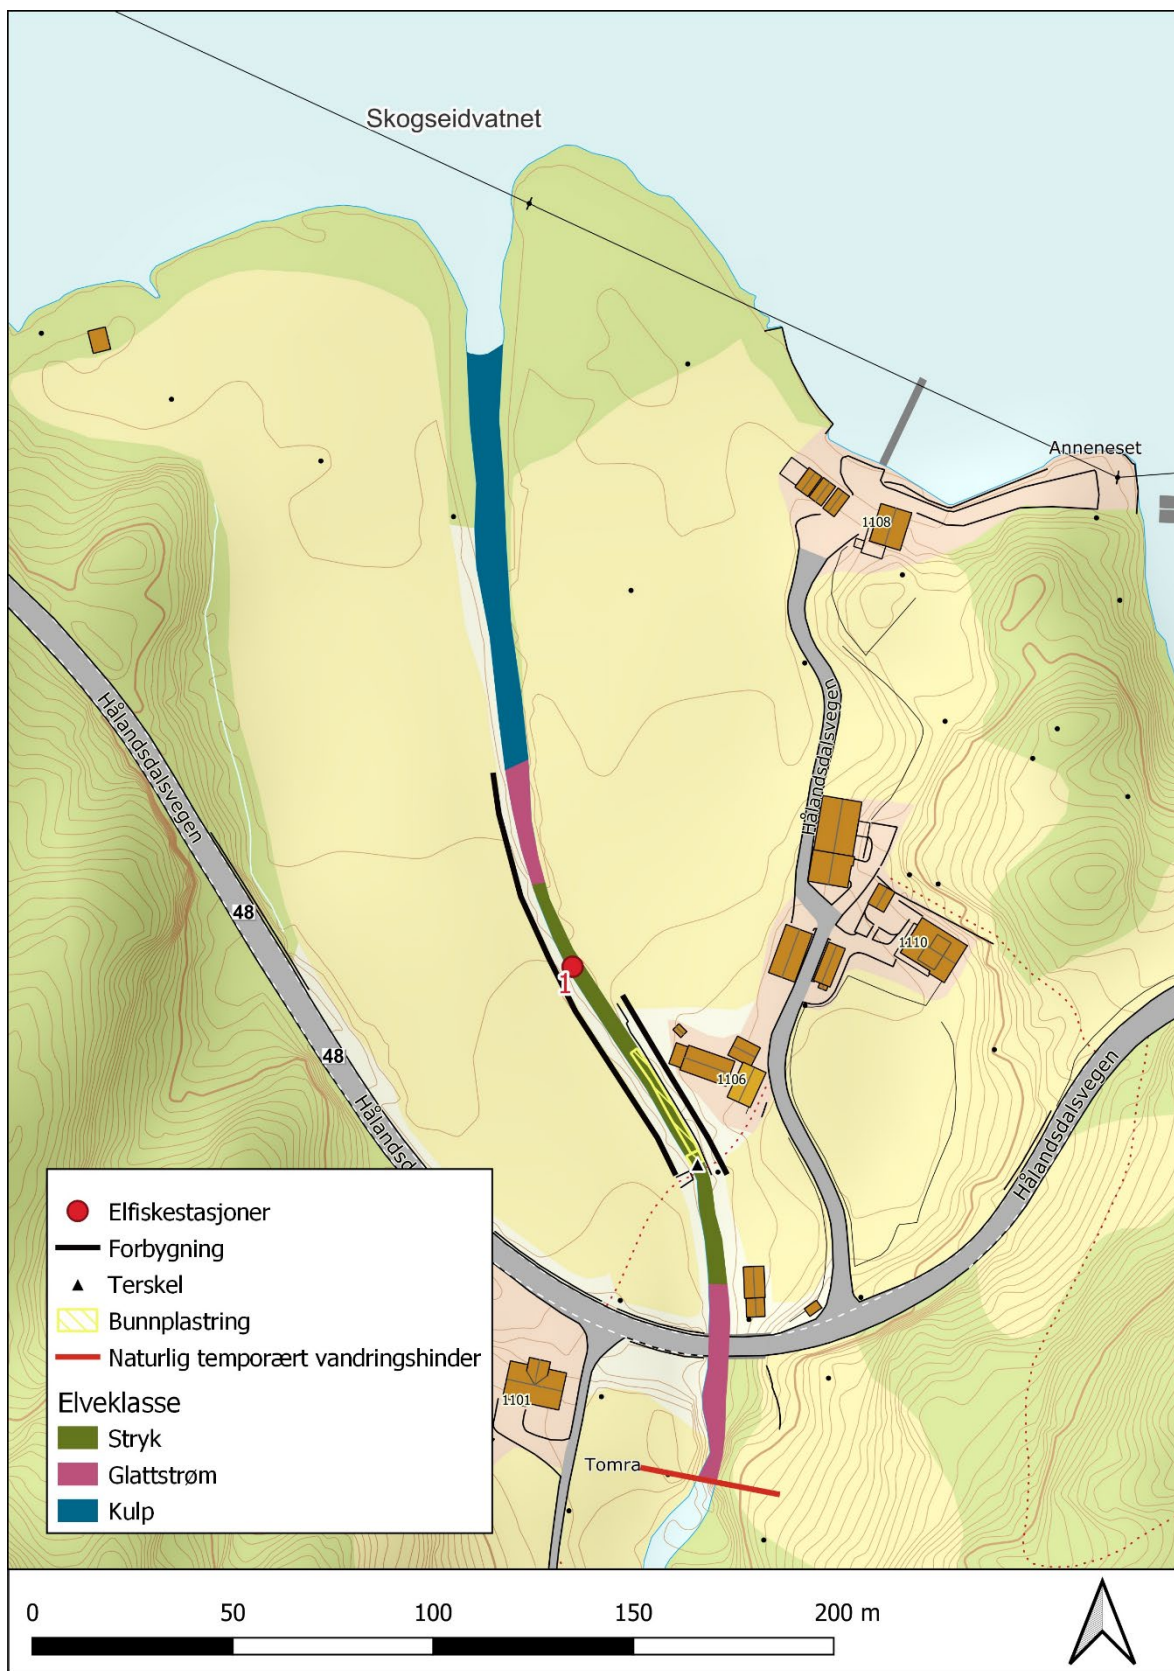 Skogseidvatnet
Anneneset
1108
Hålandsdalsvegen
Hålandsdalsvegen
48
1110
1
48
1106
Hålandsdalsvegen
Hålandsd
Elfiskestasjoner
Forbygning
Terskel
Bunnplastring
Naturlig temporært vandringshinder
Elveklasse
Stryk
Glattstrøm
Kulp
1101
Tomra
0 50 100 150 200 m